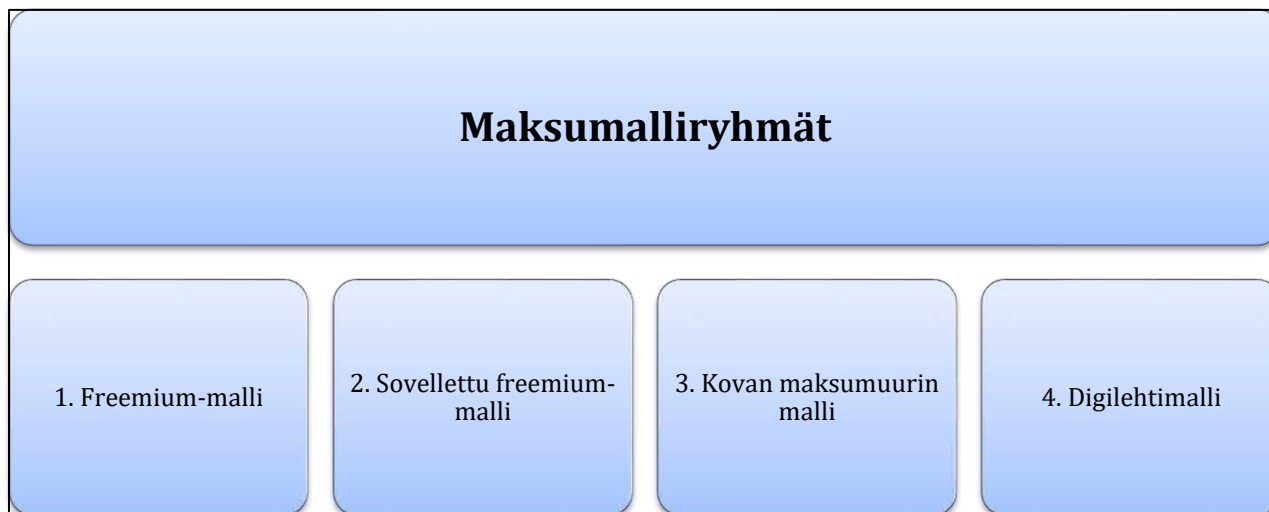 Maksumalliryhmät
1. Freemium-malli
2. Sovellettu freemium-
malli
3. Kovan maksumuurin
malli
4. Digilehtimalli